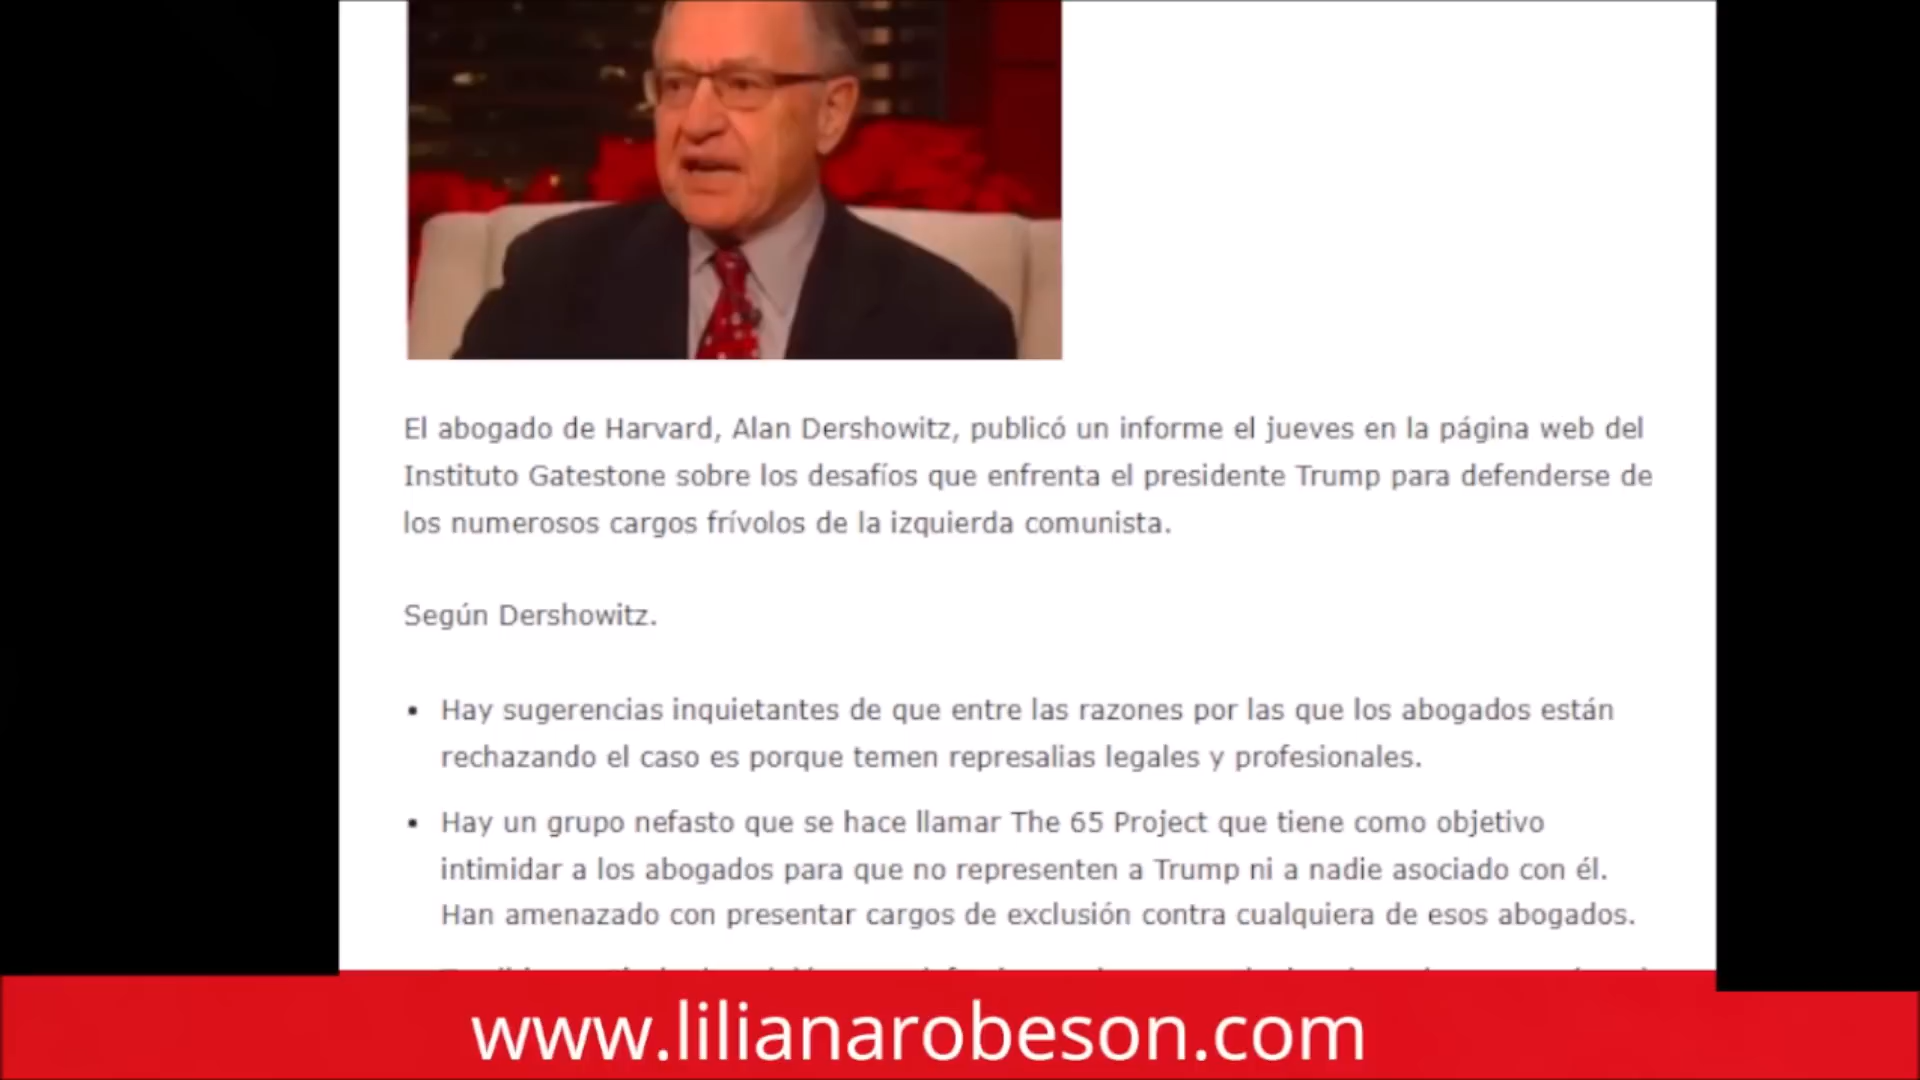 El abogado de Harvard, Alan Dershowitz, publicó un informe el jueves en la página web del
Instituto Gatestone sobre los desafíos que enfrenta el presidente Trump para defenderse de
los numerosos cargos frívolos de la izquierda comunista.
Según Dershowitz.
▪ Hay sugerencias inquietantes de que entre las razones por las que los abogados están
rechazando el caso es porque temen represalias legales y profesionales.
▪ Hay un grupo nefasto que se hace llamar The 65 Project que tiene como objetivo
intimidar a los abogados para que no representen a Trump ni a nadie asociado con él.
Han amenazado con presentar cargos de exclusión contra cualquiera de esos abogados.
www.lilianarobeson.com